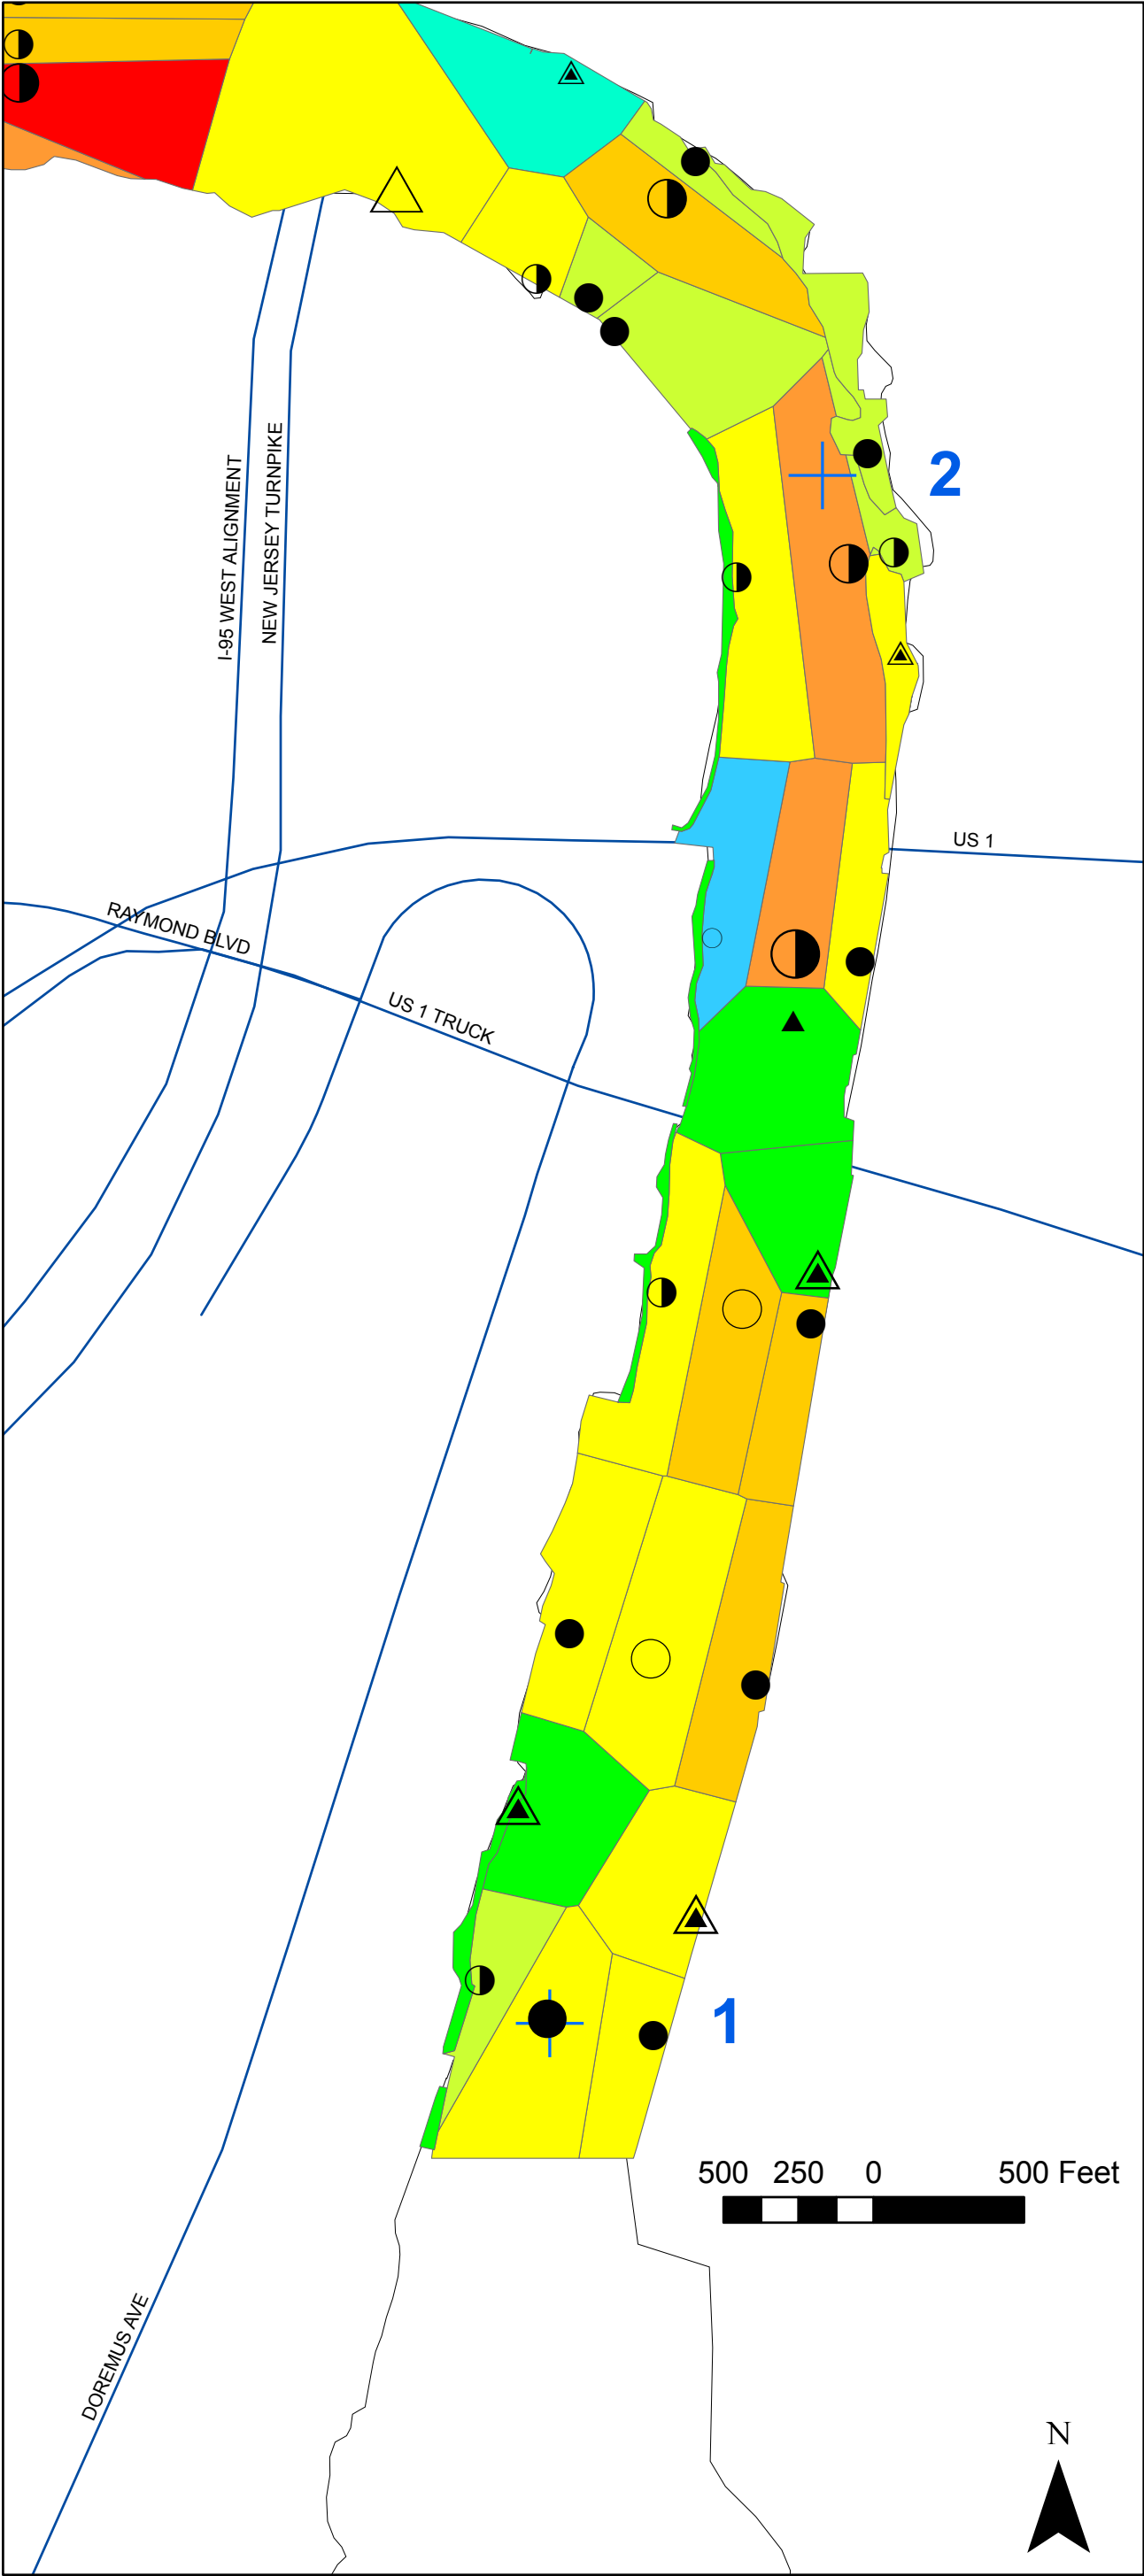 I-95 WEST ALIGNMENT
NEW JERSEY TURNPIKE
2
US 1
RAYMOND BLVD
US 1 TRUCK
1
500 250 0 500 Feet
DOREMUS AVE
N